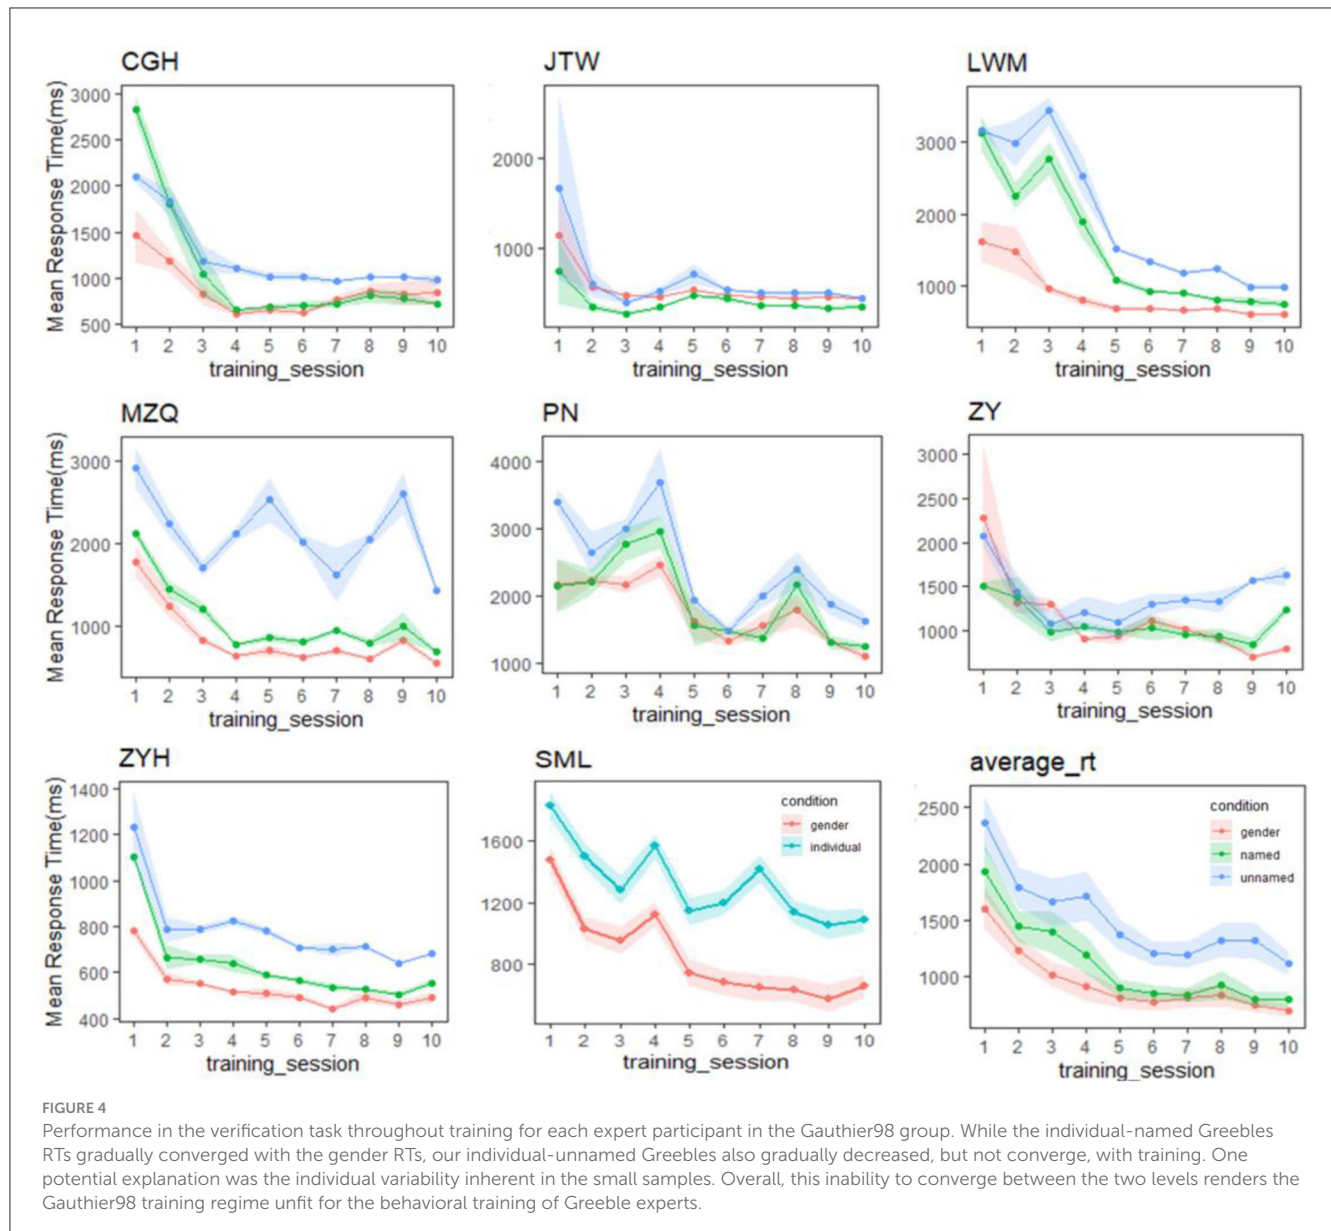 CGH
JTW
LWM
Mean Response Time(ms)
3000
2500
2000
1500
1000
500
1 2 3 4 5 6 7 8 9 10
training_session
2000
1000
1 2 3 4 5 6 7 8 9 10
training_session
3000
2000
1000
1 2 3 4 5 6 7 8 9 10
training_session
MZQ
PN
ZY
Mean Response Time(ms)
3000
2000
1000
1 2 3 4 5 6 7 8 9 10
training_session
4000
3000
2000
1000
1 2 3 4 5 6 7 8 9 10
training_session
3000
2500
2000
1500
1000
1 2 3 4 5 6 7 8 9 10
training_session
ZYH
SML
average_rt
Mean Response Time(ms)
1400
1200
1000
800
600
400
1 2 3 4 5 6 7 8 9 10
training_session
1600
1200
800
condition
gender
individual
1 2 3 4 5 6 7 8 9 10
training_session
2500
2000
1500
1000
condition
gender
named
unnamed
1 2 3 4 5 6 7 8 9 10
training_session
FIGURE 4
Performance in the verification task throughout training for each expert participant in the Gauthier98 group. While the individual-named Greebles
RTs gradually converged with the gender RTs, our individual-unnamed Greebles also gradually decreased, but not converge, with training. One
potential explanation was the individual variability inherent in the small samples. Overall, this inability to converge between the two levels renders the
Gauthier98 training regime unfit for the behavioral training of Greeble experts.